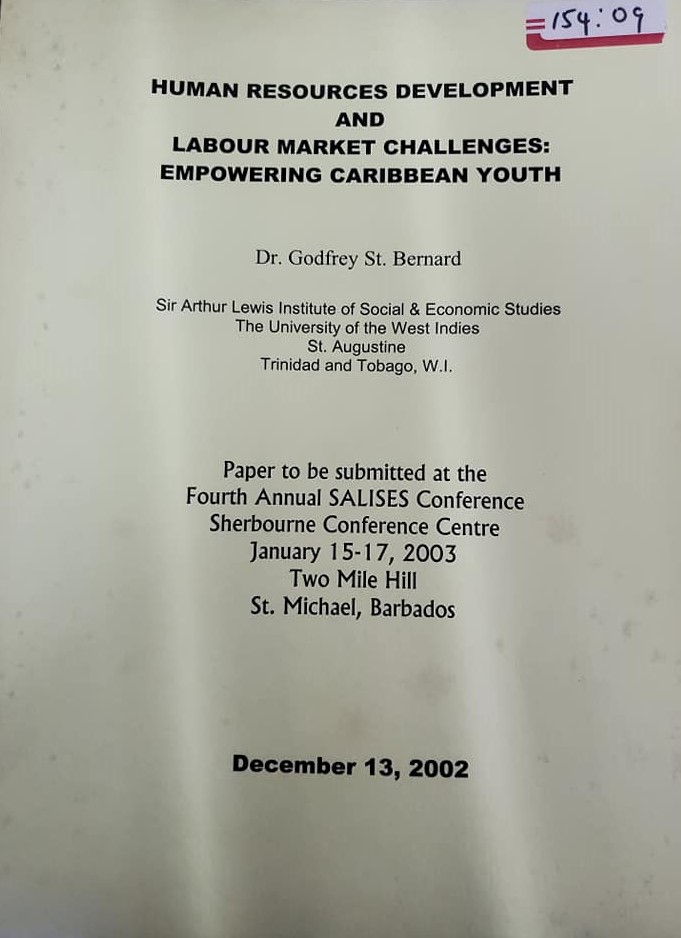 154:09
HUMAN RESOURCES DEVELOPMENT
AND
LABOUR MARKET CHALLENGES:
EMPOWERING CARIBBEAN YOUTH
Dr. Godfrey St. Bernard
Sir Arthur Lewis Institute of Social & Economic Studies
The University of the West Indies
St. Augustine
Trinidad and Tobago, W.I.
Paper to be submitted at the
Fourth Annual SALISES Conference
Sherbourne Conference Centre
January 15-17, 2003
Two Mile Hill
St. Michael, Barbados
December 13, 2002